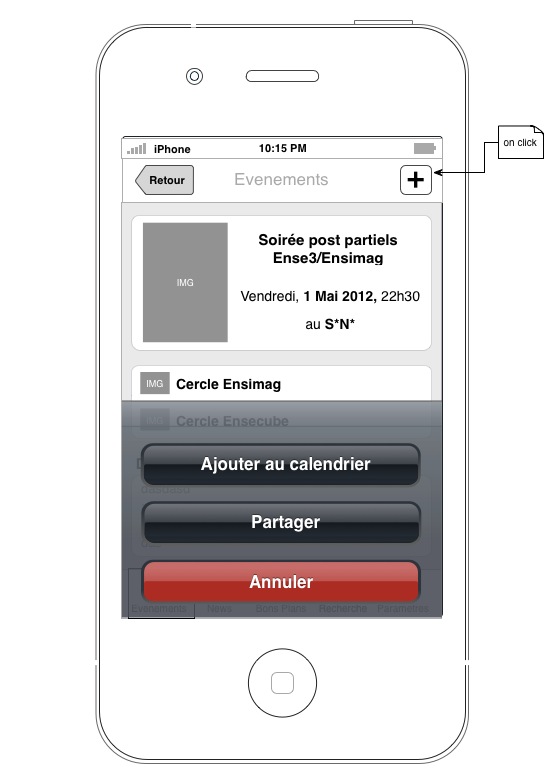 on click
iPhone 10:15 PM
Retour Evenements +
Soirée post partiels
Ense3/Ensimag
IMG
Vendredi, 1 Mai 2012, 22h30
au S*N*
IMG Cercle Ensimag
IMG Cercle Ensecube
Ajouter au calendrier
Partager
Annuler
Evenements News Bons Plans Recherche Paramètres